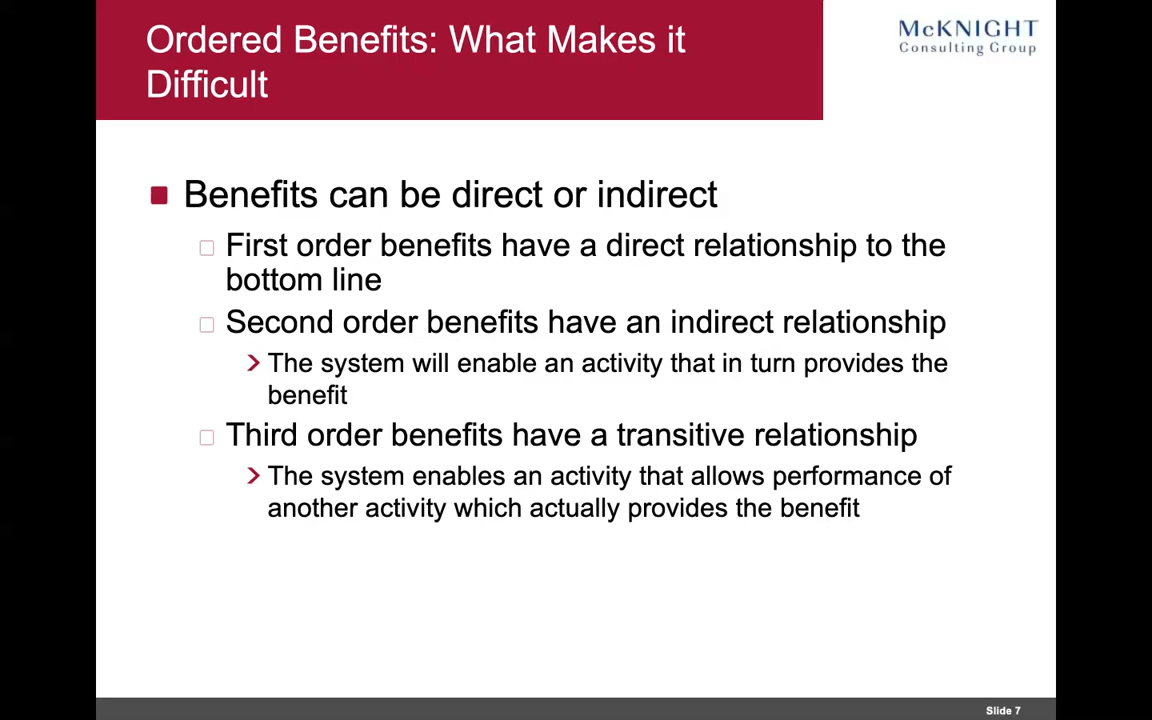 Ordered Benefits: What Makes it
Difficult
McKNIGHT
Consulting Group
Benefits can be direct or indirect
First order benefits have a direct relationship to the
bottom line
Second order benefits have an indirect relationship
The system will enable an activity that in turn provides the
benefit
Third order benefits have a transitive relationship
The system enables an activity that allows performance of
another activity which actually provides the benefit
Slide 7